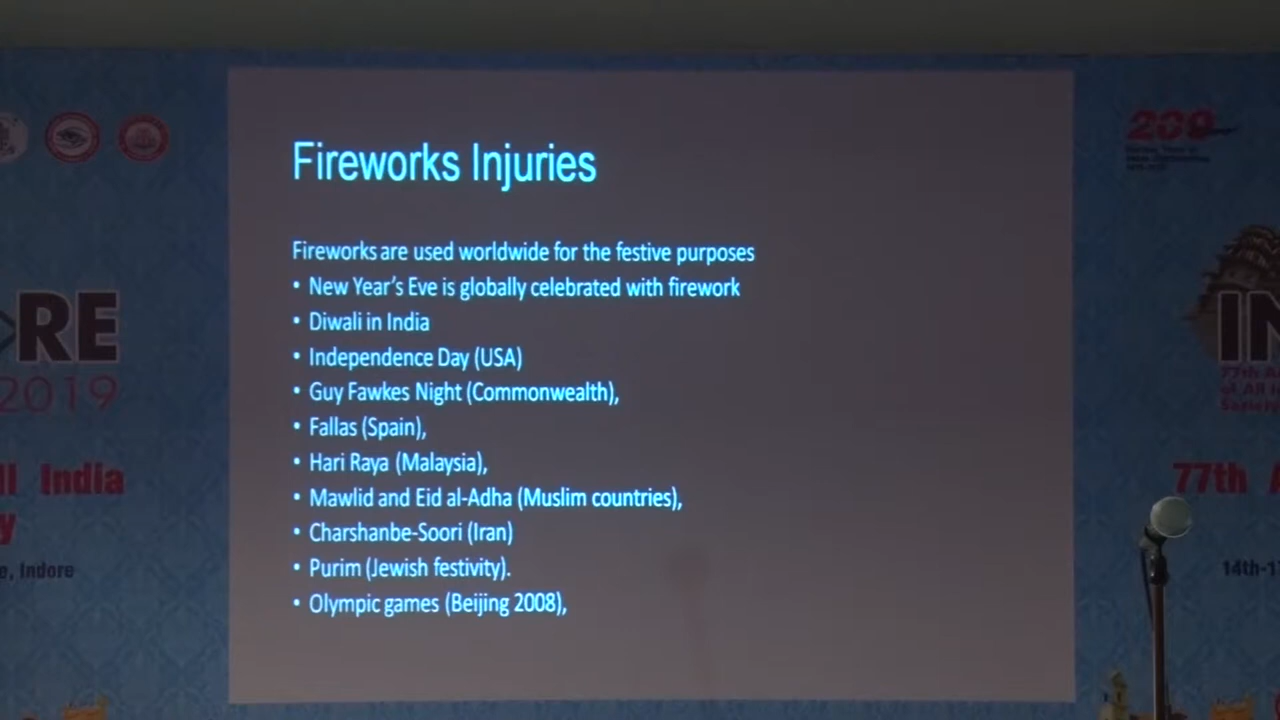 Fireworks Injuries
Fireworks are used worldwide for the festive purposes
• New Year's Eve is globally celebrated with firework
• Diwali in India
• Independence Day (USA)
• Guy Fawkes Night (Commonwealth),
• Fallas (Spain),
• Hari Raya (Malaysia),
• Mawlid and Eid al-Adha (Muslim countries),
• Charshanbe-Soori (Iran)
• Purim (Jewish festivity).
• Olympic games (Beijing 2008),
RE
2019
India
e, Indore
IN
77th
77th
14th-1